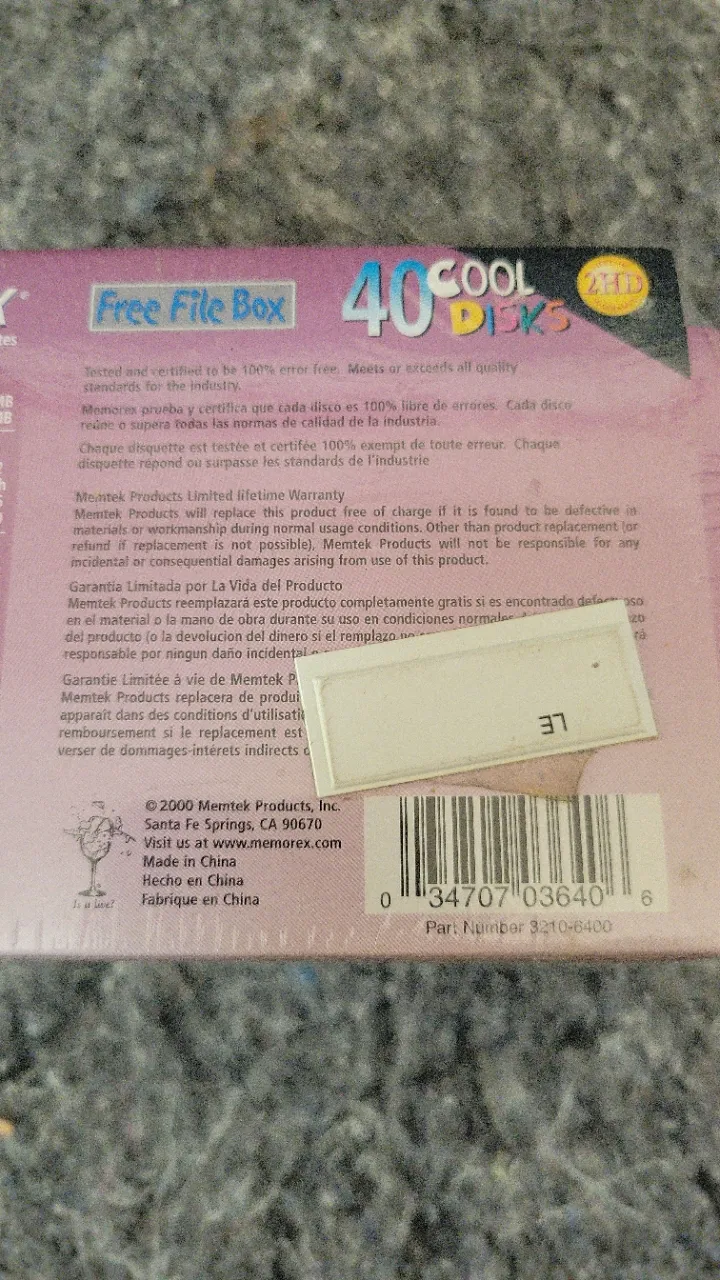 Free File Box
40 COOL
DISKS
2HD
tes
Tested and certified to be 100% error free. Meets or exceeds all quality
standards for the industry.
Memorex prueba y certifica que cada disco es 100% libre de errores. Cada disco
reúne o supera todas las normas de calidad de la industria.
Chaque disquette est testée et certifée 100% exempt de toute erreur. Chaque
disquette répond ou surpasse les standards de l'industrie
Memtek Products Limited lifetime Warranty
Memtek Products will replace this product free of charge if it is found to be defective in
materials or workmanship during normal usage conditions. Other than product replacement (or
refund if replacement is not possible), Memtek Products will not be responsible for any
incidental or consequential damages arising from use of this product.
Garantia Limitada por La Vida del Producto
Memtek Products reemplazará este producto completamente gratis si es encontrado
en el material o la mano de obra durante su uso en condiciones
del producto (o la devolucion del dinero si el remplazo
responsable por ningun daño incidental
Garantie Limitée à vie de Memtek
Memtek Products replacera de
apparaît dans des conditions
remboursement si le replacement est
verser de dommages-intérets indirects
LE
© 2000 Memtek Products, Inc.
Santa Fe Springs, CA 90670
Visit us at www.memorex.com
Made in China
Hecho en China
Fabrique en China
Is it live?
0 34707 03640 6
Part Number 3210-6400